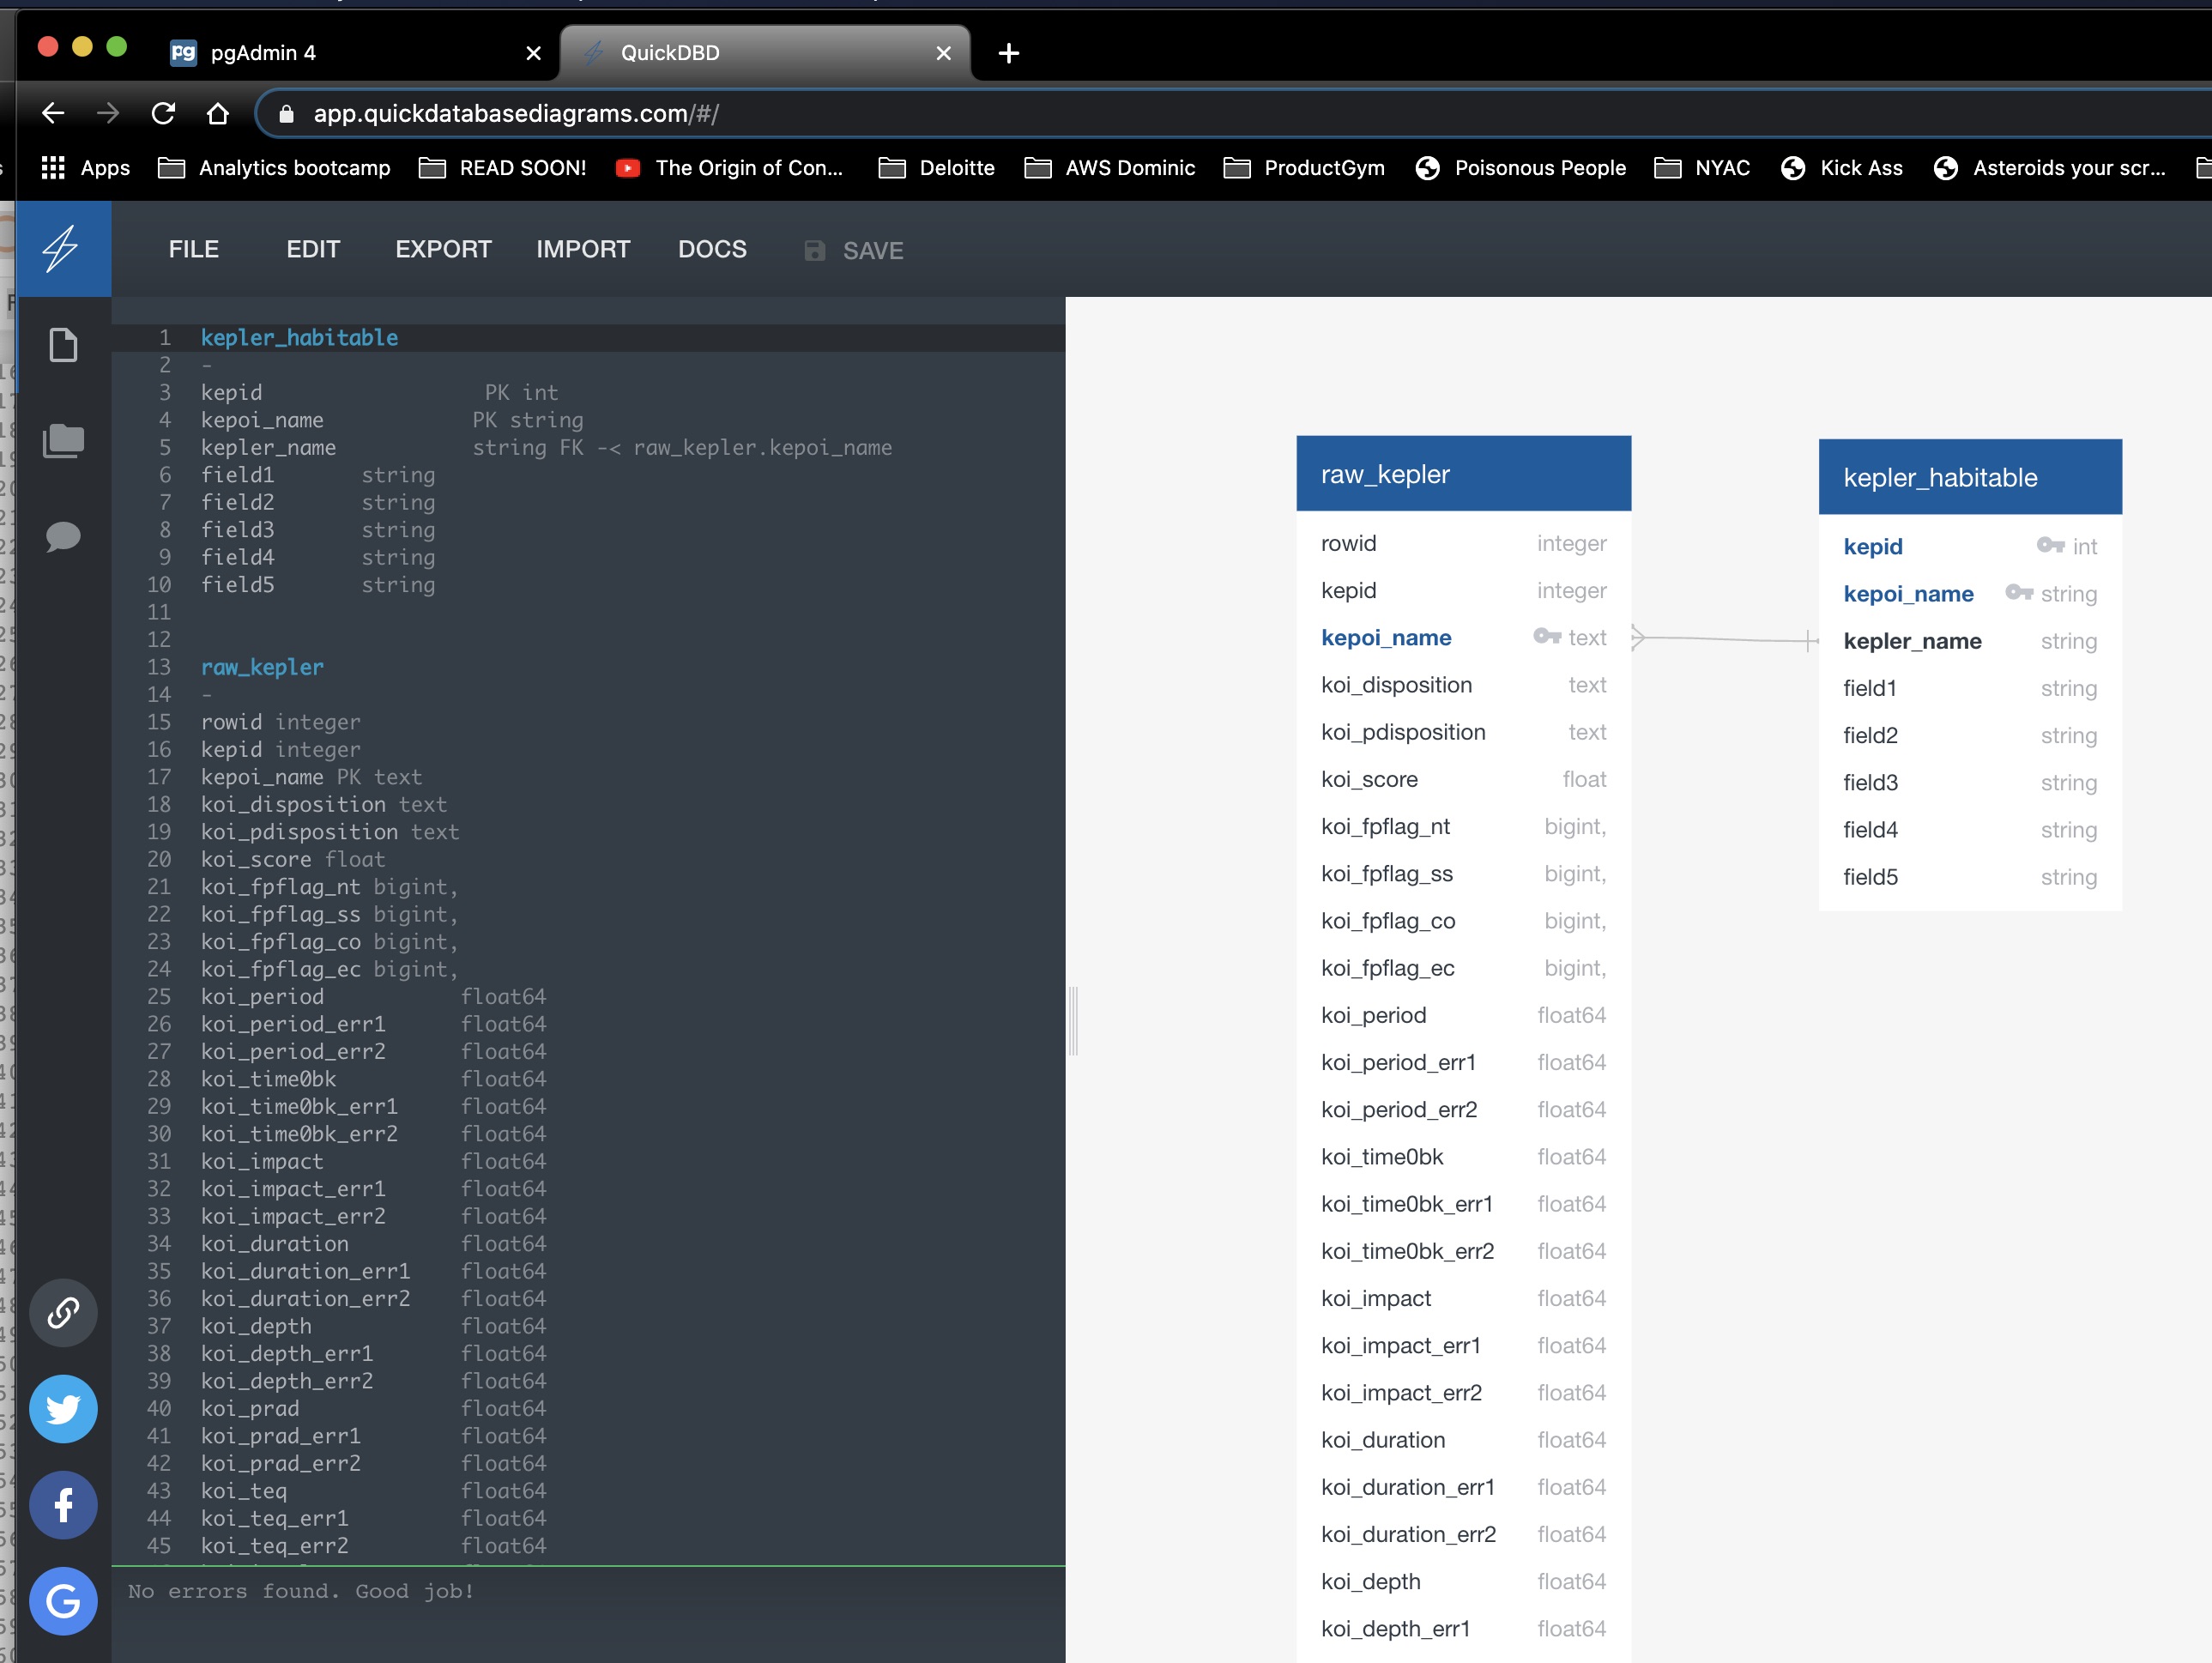 pgAdmin 4
QuickDBD
app.quickdatabasediagrams.com/#/
Apps Analytics bootcamp READ SOON! The Origin of Con... Deloitte AWS Dominic ProductGym Poisonous People NYAC Kick Ass Asteroids your scr...
FILE EDIT EXPORT IMPORT DOCS SAVE
1 kepler_habitable
2 -
3 kepid PK int
4 kepoi_name PK string
5 kepler_name string FK -< raw_kepler.kepoi_name
6 field1 string
7 field2 string
8 field3 string
9 field4 string
10 field5 string
11
12
13 raw_kepler
14 -
15 rowid integer
16 kepid integer
17 kepoi_name PK text
18 koi_disposition text
19 koi_pdisposition text
20 koi_score float
21 koi_fpflag_nt bigint,
22 koi_fpflag_ss bigint,
23 koi_fpflag_co bigint,
24 koi_fpflag_ec bigint,
25 koi_period float64
26 koi_period_err1 float64
27 koi_period_err2 float64
28 koi_time0bk float64
29 koi_time0bk_err1 float64
30 koi_time0bk_err2 float64
31 koi_impact float64
32 koi_impact_err1 float64
33 koi_impact_err2 float64
34 koi_duration float64
35 koi_duration_err1 float64
36 koi_duration_err2 float64
37 koi_depth float64
38 koi_depth_err1 float64
39 koi_depth_err2 float64
40 koi_prad float64
41 koi_prad_err1 float64
42 koi_prad_err2 float64
43 koi_teq float64
44 koi_teq_err1 float64
45 koi_teq_err2 float64
No errors found. Good job!
raw_kepler
rowid integer
kepid integer
kepoi_name text
koi_disposition text
koi_pdisposition text
koi_score float
koi_fpflag_nt bigint,
koi_fpflag_ss bigint,
koi_fpflag_co bigint,
koi_fpflag_ec bigint,
koi_period float64
koi_period_err1 float64
koi_period_err2 float64
koi_time0bk float64
koi_time0bk_err1 float64
koi_time0bk_err2 float64
koi_impact float64
koi_impact_err1 float64
koi_impact_err2 float64
koi_duration float64
koi_duration_err1 float64
koi_duration_err2 float64
koi_depth float64
koi_depth_err1 float64
kepler_habitable
kepid int
kepoi_name string
kepler_name string
field1 string
field2 string
field3 string
field4 string
field5 string